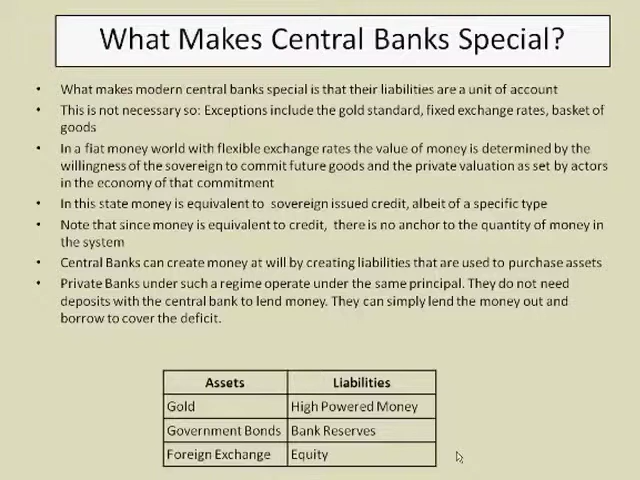 What Makes Central Banks Special?
• What makes modern central banks special is that their liabilities are a unit of account
• This is not necessary so: Exceptions include the gold standard, fixed exchange rates, basket of
goods
• In a fiat money world with flexible exchange rates the value of money is determined by the
willingness of the sovereign to commit future goods and the private valuation as set by actors
in the economy of that commitment
• In this state money is equivalent to sovereign issued credit, albeit of a specific type
• Note that since money is equivalent to credit, there is no anchor to the quantity of money in
the system
• Central Banks can create money at will by creating liabilities that are used to purchase assets
• Private Banks under such a regime operate under the same principal. They do not need
deposits with the central bank to lend money. They can simply lend the money out and
borrow to cover the deficit.
Assets Liabilities
Gold High Powered Money
Government Bonds Bank Reserves
Foreign Exchange Equity